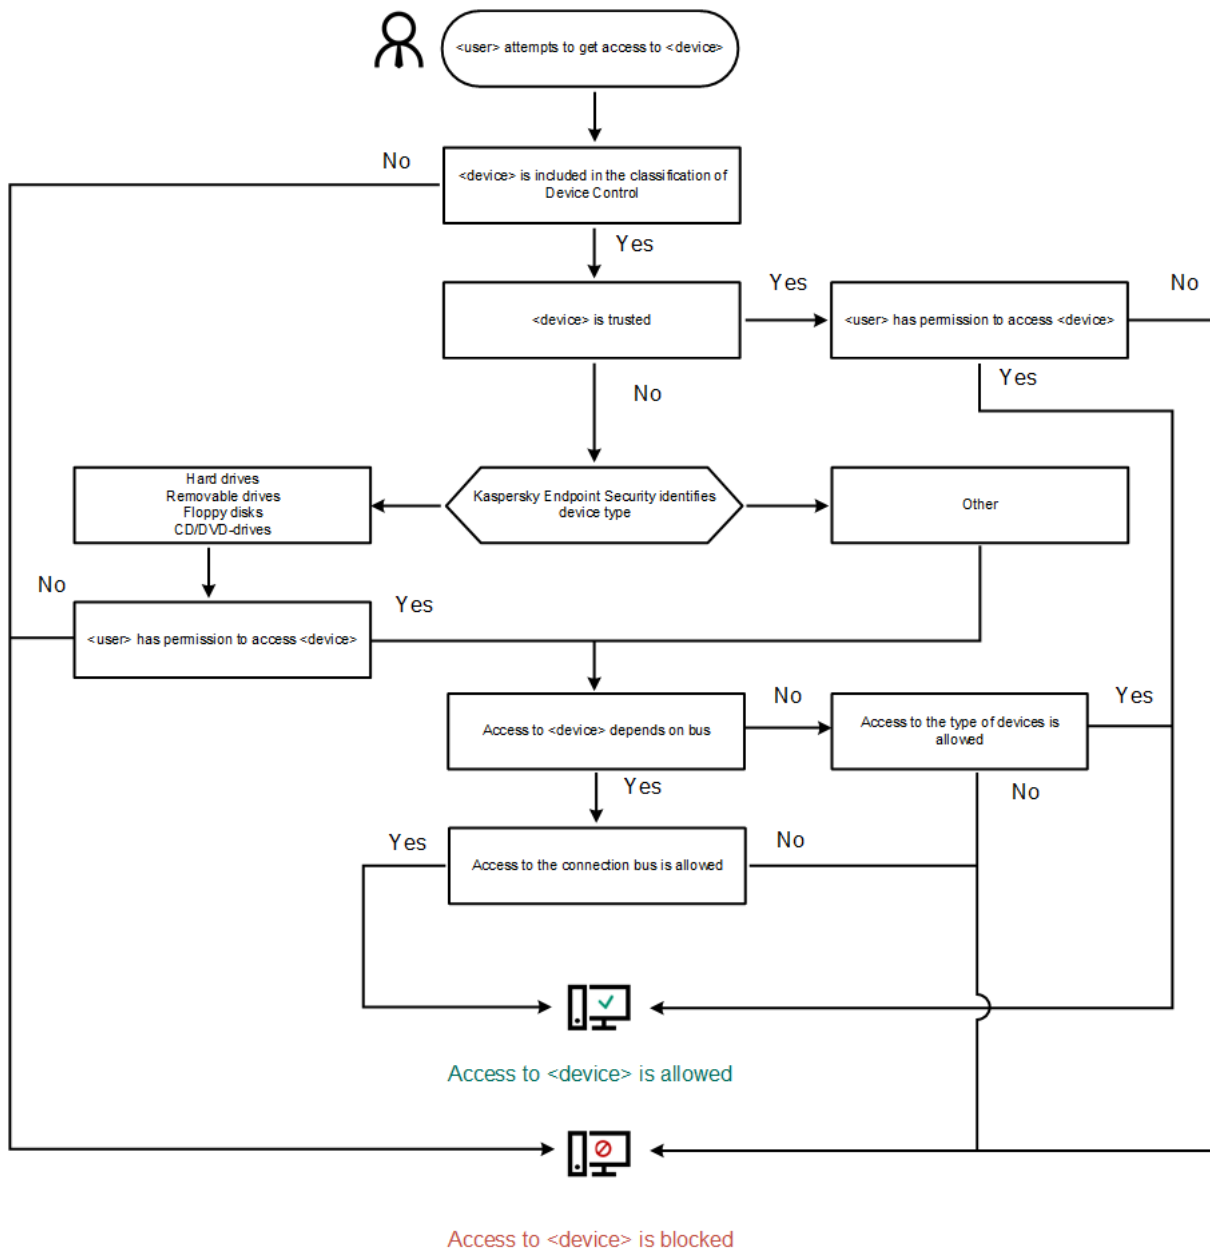 <user> attempts to get access to <device>
No
<device> is included in the classification of
Device Control
Yes
Yes
No
<device> is trusted
<user> has permission to access <device>
Yes
No
Hard drives
Removable drives
Floppy disks
CD/DVD-drives
Kaspersky Endpoint Security identifies
device type
Other
No
Yes
<user> has permission to access <device>
No
Yes
Access to <device> depends on bus
Access to the type of devices is
allowed
Yes
No
Yes
No
Access to the connection bus is allowed
Access to <device> is allowed
Access to <device> is blocked